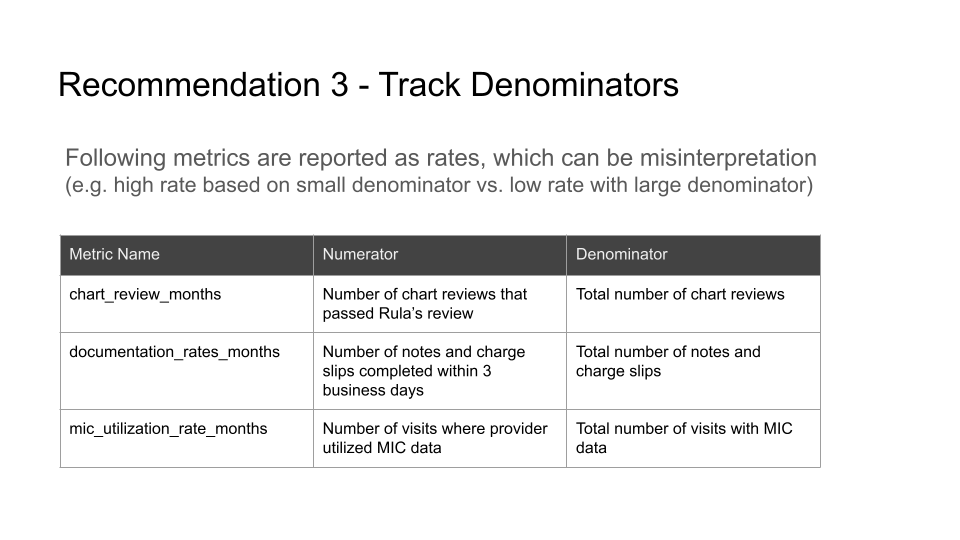 Recommendation 3 - Track Denominators
Following metrics are reported as rates, which can be misinterpretation
(e.g. high rate based on small denominator vs. low rate with large denominator)
Metric Name
Numerator
Denominator
chart_review_months
Number of chart reviews that
passed Rula’s review
Total number of chart reviews
documentation_rates_months
Number of notes and charge
slips completed within 3
business days
Total number of notes and
charge slips
mic_utilization_rate_months
Number of visits where provider
utilized MIC data
Total number of visits with MIC
data